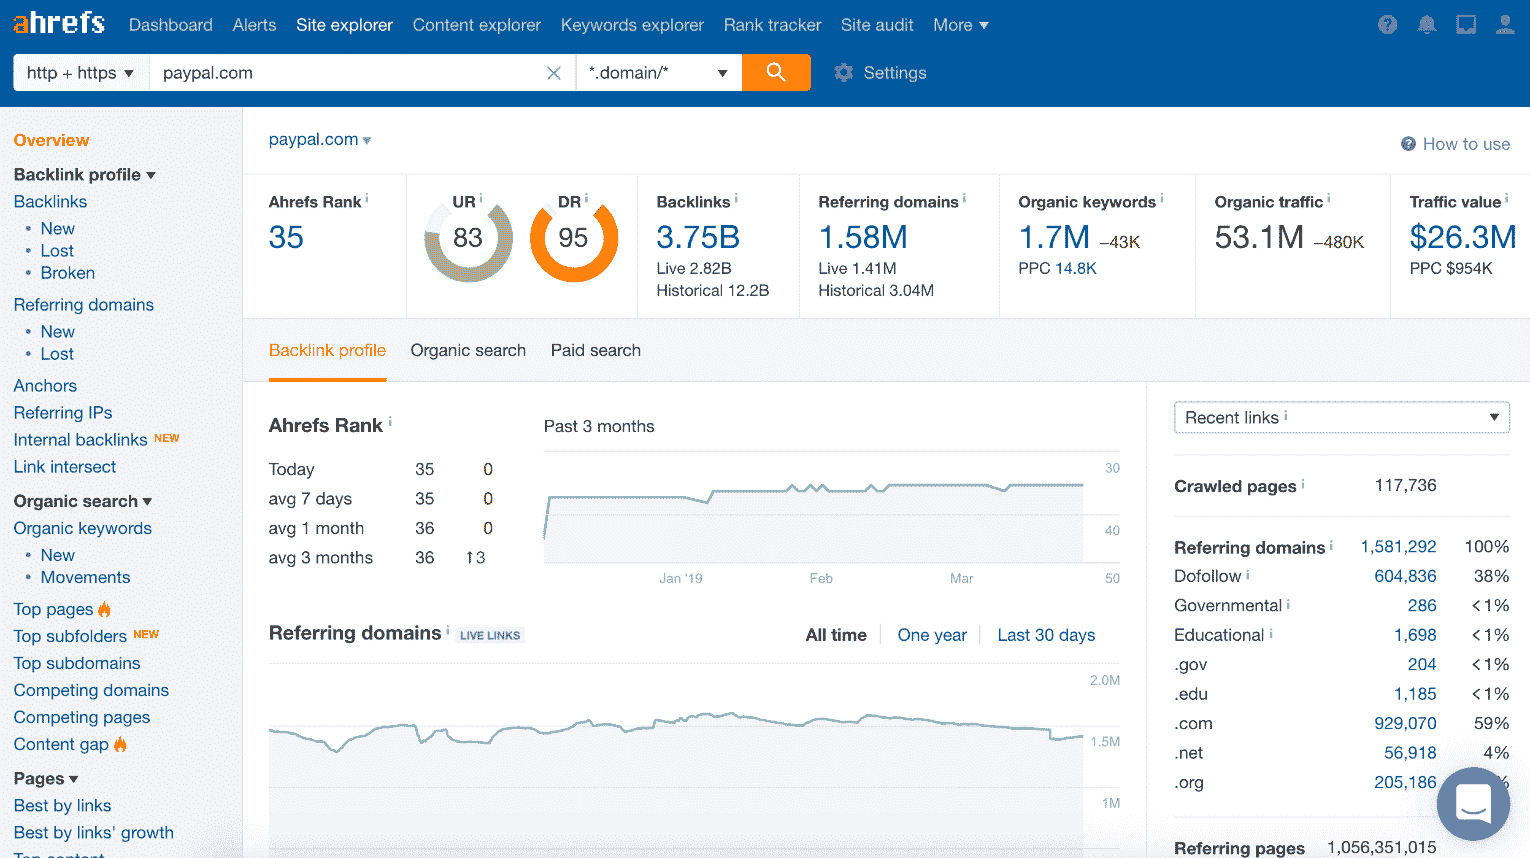 ahrefs Dashboard Alerts Site explorer Content explorer Keywords explorer Rank tracker Site audit More
http + https paypal.com *.domain/* Settings
Overview
Backlink profile
Backlinks
New
Lost
Broken
Referring domains
New
Lost
Anchors
Referring IPs
Internal backlinks NEW
Link intersect
Organic search
Organic keywords
New
Movements
Top pages
Top subfolders NEW
Top subdomains
Competing domains
Competing pages
Content gap
Pages
Best by links
Best by links' growth
Top content
paypal.com
How to use
Ahrefs Rank
35
UR
83
DR
95
Backlinks
3.75B
Live 2.82B
Historical 12.2B
Referring domains
1.58M
Live 1.41M
Historical 3.04M
Organic keywords
1.7M –43K
PPC 14.8K
Organic traffic
53.1M –480K
Traffic value
$26.3M
PPC $954K
Backlink profile Organic search Paid search
Ahrefs Rank
Today 35 0
avg 7 days 35 0
avg 1 month 36 0
avg 3 months 36 ↑3
Past 3 months
30
40
50
Jan '19 Feb Mar
Referring domains LIVE LINKS
All time One year Last 30 days
2.0M
1.5M
1M
Recent links
Crawled pages 117,736
Referring domains 1,581,292 100%
Dofollow 604,836 38%
Governmental 286 <1%
Educational 1,698 <1%
.gov 204 <1%
.edu 1,185 <1%
.com 929,070 59%
.net 56,918 4%
.org 205,186 %
Referring pages 1,056,351,015